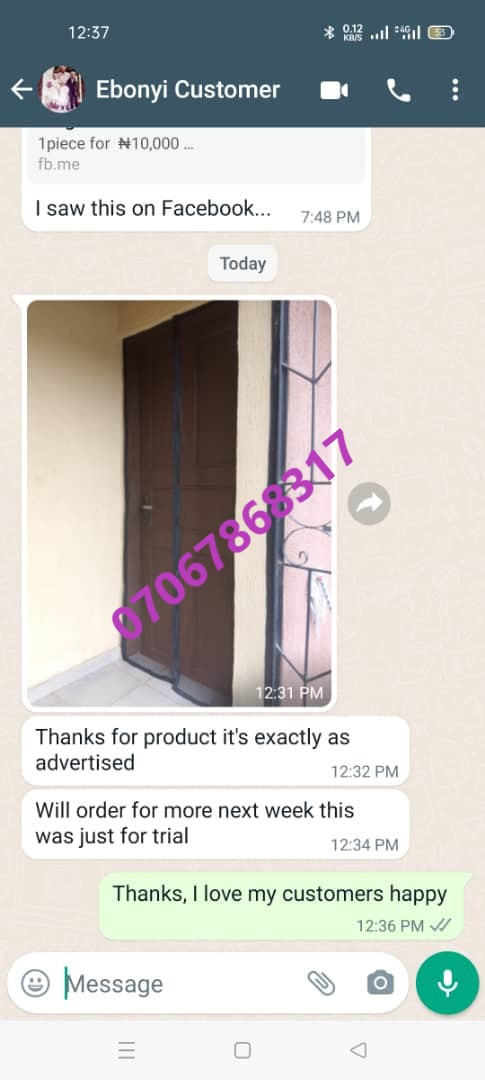 12:37
0.12
KB/S
4G
53
Ebonyi Customer
1piece for ₦10,000 ...
fb.me
I saw this on Facebook...
7:48 PM
Today
07067868317
12:31 PM
Thanks for product it's exactly as
advertised
12:32 PM
Will order for more next week this
was just for trial
12:34 PM
Thanks, I love my customers happy
12:36 PM
Message